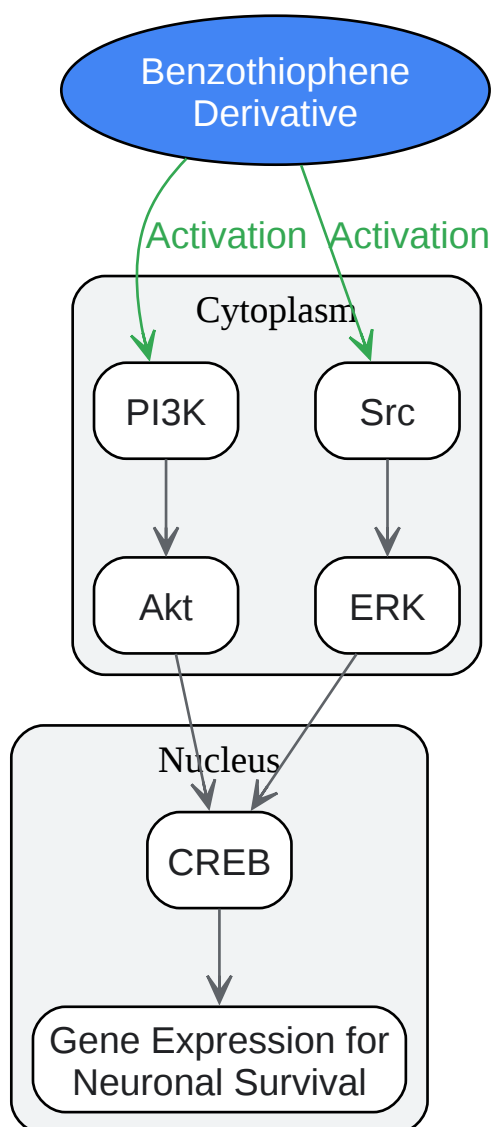 Benzothiophene
Derivative
Activation
Activation
Cytoplasm
PI3K
Src
Akt
ERK
Nucleus
CREB
Gene Expression for
Neuronal Survival